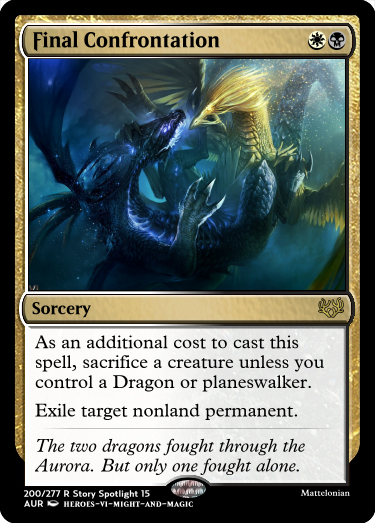 Final Confrontation
Sorcery
As an additional cost to cast this
spell, sacrifice a creature unless you
control a Dragon or planeswalker.
Exile target nonland permanent.
The two dragons fought through the
Aurora. But only one fought alone.
200/277 R Story Spotlight 15
Mattelonian
AUR HEROES-VI-MIGHT-AND-MAGIC